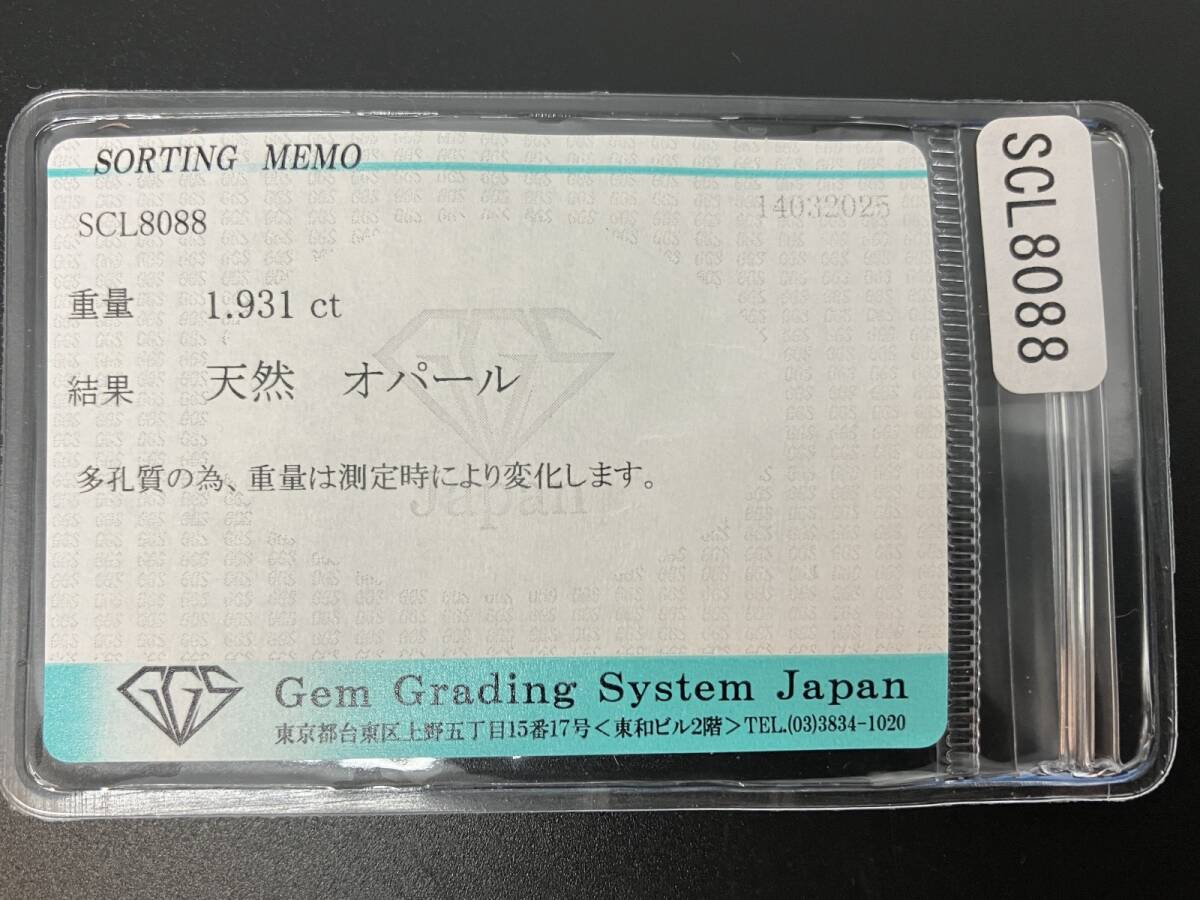 SORTING MEMO
SCL8088
14032025
重量 1.931 ct
結果 天然 オパール
多孔質の為、重量は測定時により変化します。
GGS
Japan
GGS
Gem Grading System Japan
東京都台東区上野五丁目15番17号<東和ビル2階>TEL.(03)3834-1020
SCL8088